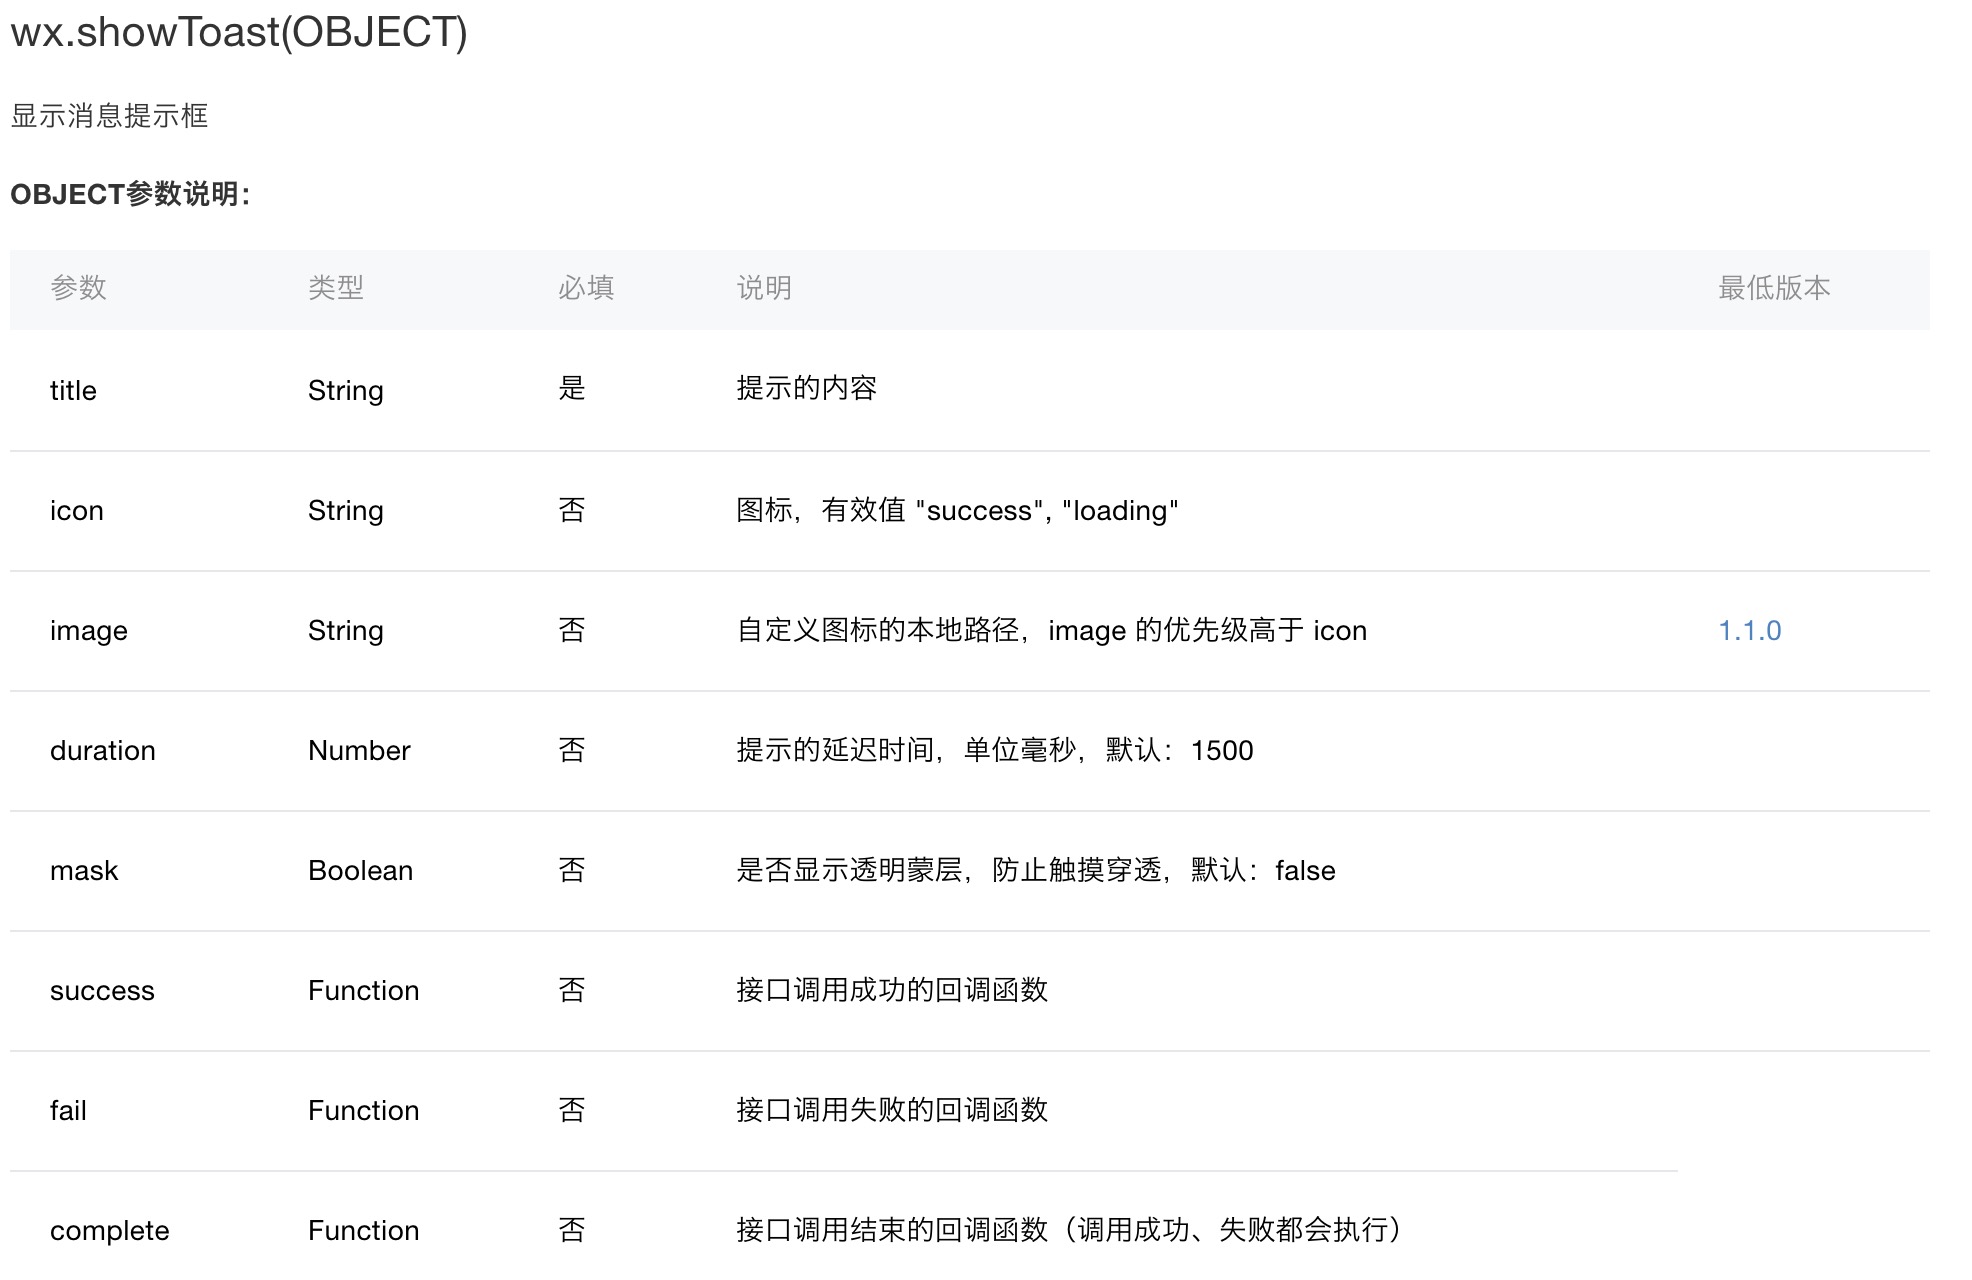 wx.showToast(OBJECT)
显示消息提示框
OBJECT参数说明：
参数 类型 必填 说明 最低版本
title String 是 提示的内容
icon String 否 图标，有效值 "success", "loading"
image String 否 自定义图标的本地路径，image 的优先级高于 icon 1.1.0
duration Number 否 提示的延迟时间，单位毫秒，默认：1500
mask Boolean 否 是否显示透明蒙层，防止触摸穿透，默认：false
success Function 否 接口调用成功的回调函数
fail Function 否 接口调用失败的回调函数
complete Function 否 接口调用结束的回调函数（调用成功、失败都会执行）